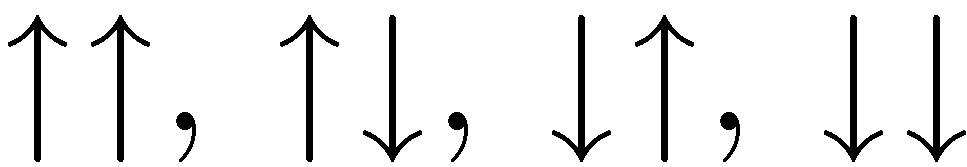 ↑↑, ↑↓, ↓↑, ↓↓